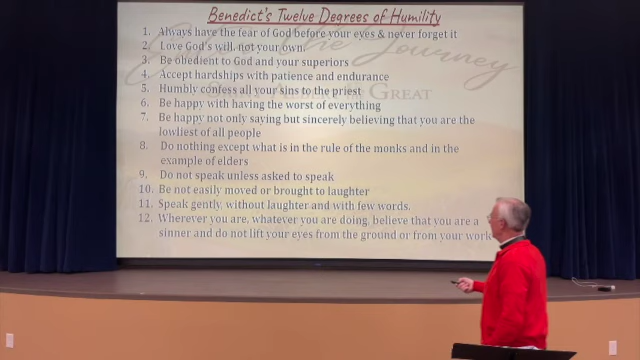 Benedict's Twelve Degrees of Humility
1. Always have the fear of God before your eyes & never forget it
2. Love God's will, not your own.
3. Be obedient to God and your superiors
4. Accept hardships with patience and endurance
5. Humbly confess all your sins to the priest
6. Be happy with having the worst of everything
7. Be happy not only saying but sincerely believing that you are the
lowliest of all people
8. Do nothing except what is in the rule of the monks and in the
example of elders
9. Do not speak unless asked to speak
10. Be not easily moved or brought to laughter
11. Speak gently, without laughter and with few words.
12. Wherever you are, whatever you are doing, believe that you are a
sinner and do not lift your eyes from the ground or from your work
the Journey
Great